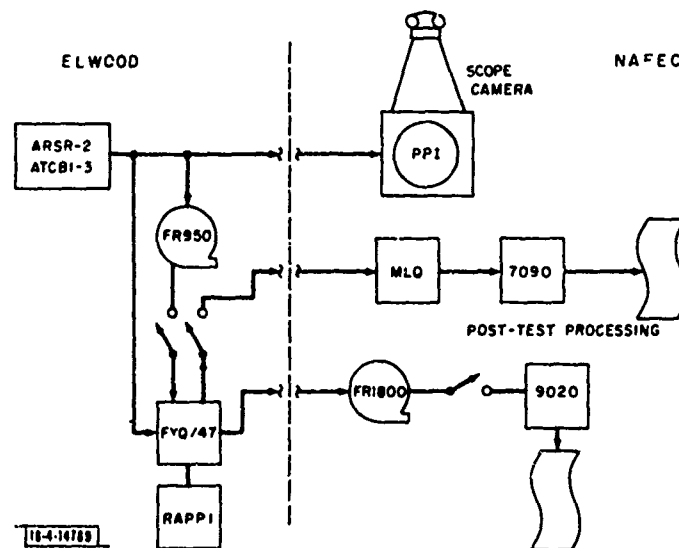 ELWOOD
NAFEC
SCOPE
CAMERA
ARSR-2
ATCBI-3
PPI
FR950
MLQ
7090
POST-TEST PROCESSING
FR1800
9020
FYQ/47
RAPPI
18-4-14789